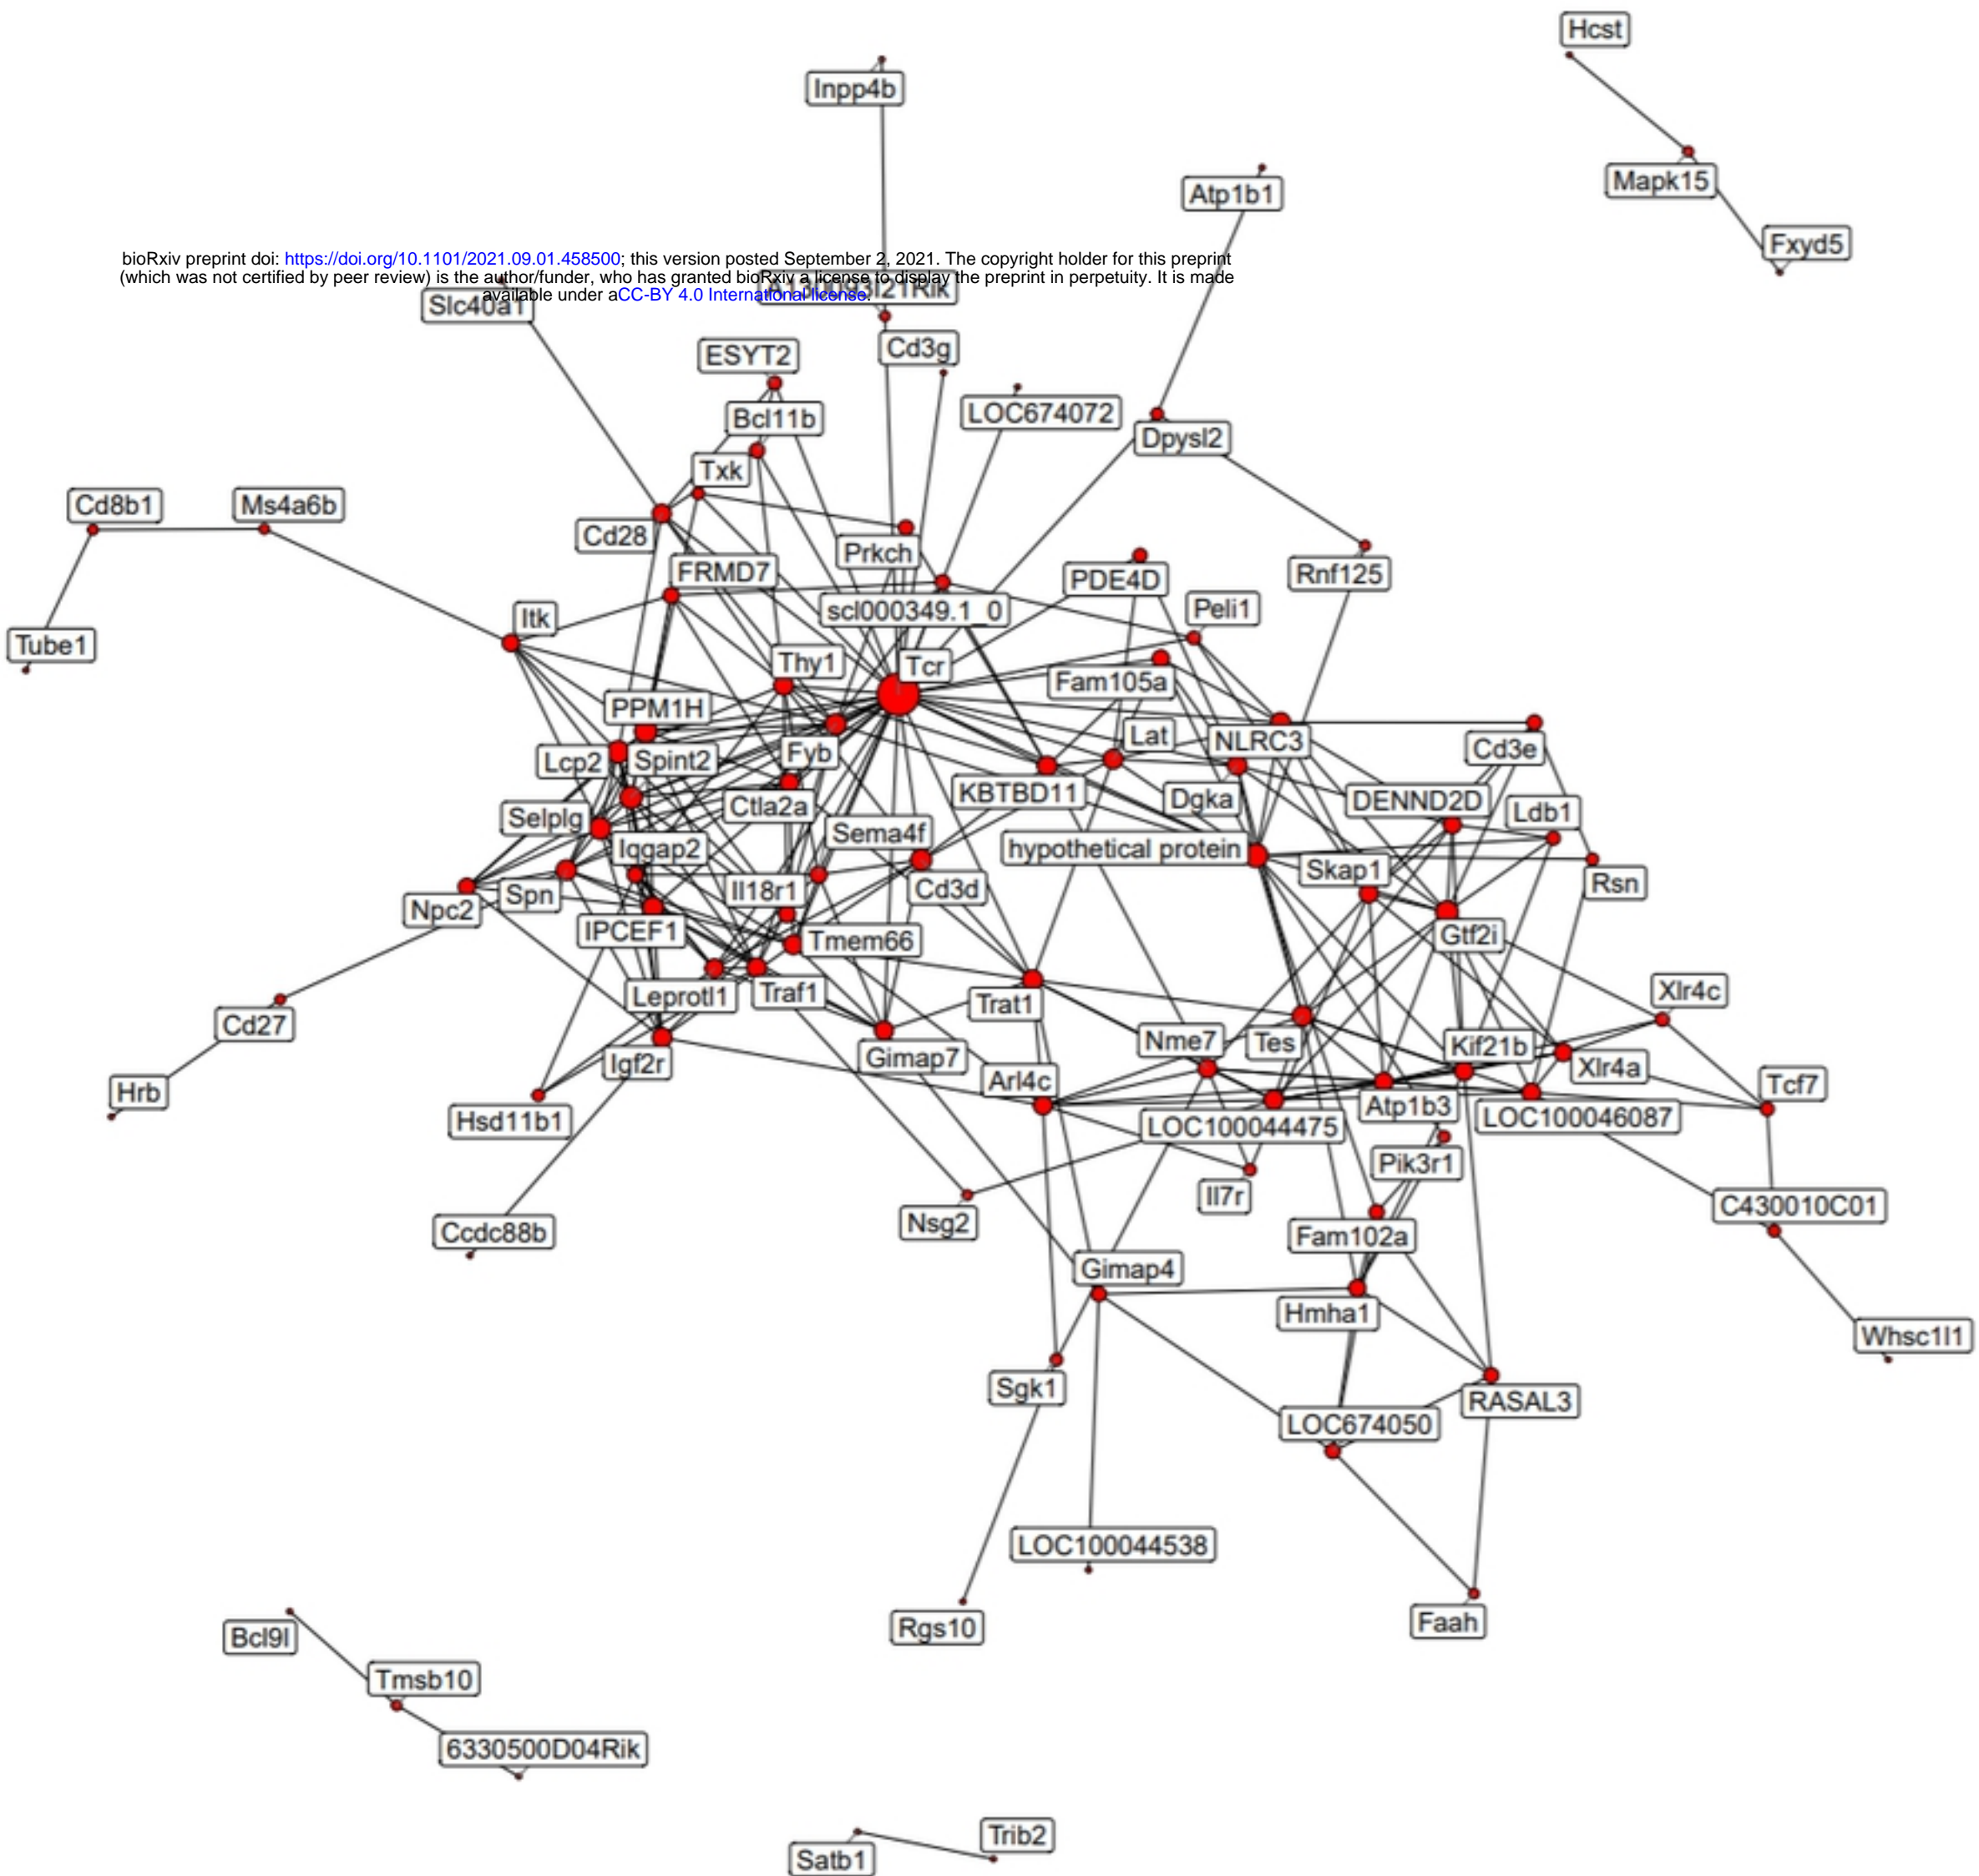 Hcst
Inpp4b
Mapk15
Atp1b1
Fxyd5
bioRxiv preprint doi: https://doi.org/10.1101/2021.09.01.458500; this version posted September 2, 2021. The copyright holder for this preprint
(which was not certified by peer review) is the author/funder, who has granted bioRxiv a license to display the preprint in perpetuity. It is made
available under aCC-BY 4.0 International license.
A130093I21Rik
Slc40a1
Cd3g
ESYT2
LOC674072
Bcl11b
Dpysl2
Txk
Cd8b1
Ms4a6b
Cd28
Prkch
FRMD7
PDE4D
Rnf125
scl000349.1_0
Peli1
Itk
Tube1
Thy1
Tcr
Fam105a
PPM1H
Lat
NLRC3
Cd3e
Lcp2
Spint2
Fyb
KBTBD11
Dgka
DENND2D
Ctla2a
Ldb1
Selplg
Sema4f
Iqgap2
hypothetical protein
Skap1
Rsn
Il18r1
Cd3d
Spn
Npc2
IPCEF1
Tmem66
Gtf2i
Xlr4c
Leprotl1
Traf1
Trat1
Cd27
Nme7
Tes
Kif21b
Gimap7
Igf2r
Xlr4a
Arl4c
Tcf7
Hrb
Atp1b3
Hsd11b1
LOC100046087
LOC100044475
Pik3r1
Il7r
C430010C01
Nsg2
Ccdc88b
Fam102a
Gimap4
Hmha1
Whsc1l1
Sgk1
RASAL3
LOC674050
LOC100044538
Rgs10
Faah
Bcl9l
Tmsb10
6330500D04Rik
Trib2
Satb1